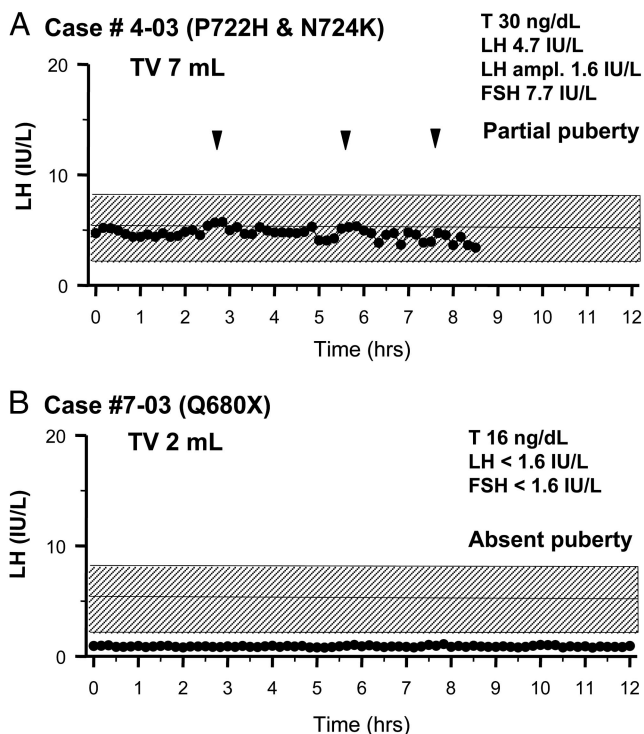 A Case # 4-03 (P722H & N724K)
TV 7 mL
T 30 ng/dL
LH 4.7 IU/L
LH ampl. 1.6 IU/L
FSH 7.7 IU/L
Partial puberty
LH (IU/L)
20
10
0
0 1 2 3 4 5 6 7 8 9 10 11 12
Time (hrs)
B Case #7-03 (Q680X)
TV 2 mL
T 16 ng/dL
LH < 1.6 IU/L
FSH < 1.6 IU/L
Absent puberty
LH (IU/L)
20
10
0
0 1 2 3 4 5 6 7 8 9 10 11 12
Time (hrs)